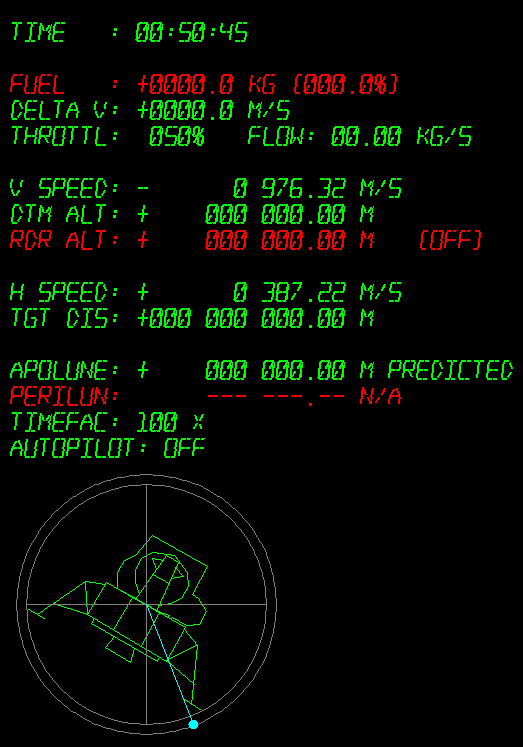 TIME   : 00:50:45
FUEL   : +0000.0 KG (000.0%)
DELTA V: +0000.0 M/S
THROTTL:  050%   FLOW: 00.00 KG/S
V SPEED: -      0 976.32 M/S
DTM ALT: +    000 000.00 M
RDR ALT: +    000 000.00 M   (OFF)
H SPEED: +      0 387.22 M/S
TGT DIS: +000 000 000.00 M
APOLUNE: +    000 000.00 M PREDICTED
PERILUN:      --- ---.-- N/A
TIMEFAC: 100 X
AUTOPILOT: OFF